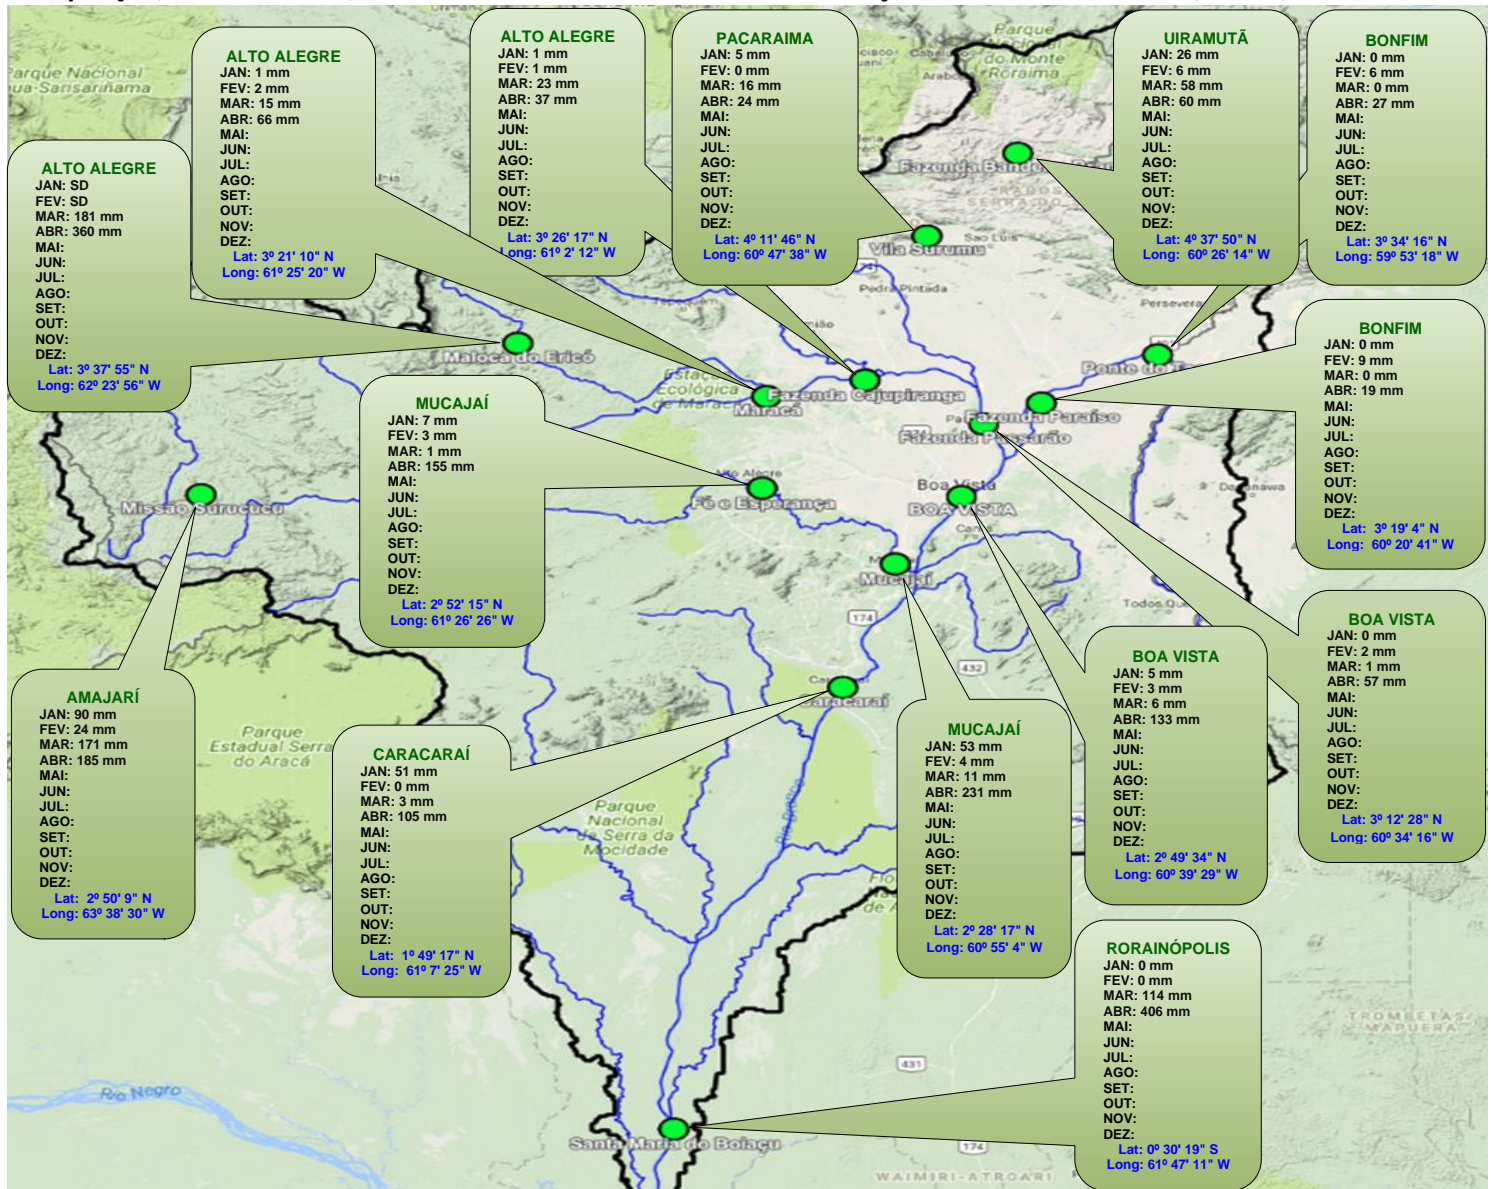 ALTO ALEGRE
JAN: SD
FEV: SD
MAR: 181 mm
ABR: 360 mm
MAI:
JUN:
JUL:
AGO:
SET:
OUT:
NOV:
DEZ:
Lat: 3º 37' 55" N
Long: 62º 23' 56" W
ALTO ALEGRE
JAN: 1 mm
FEV: 2 mm
MAR: 15 mm
ABR: 66 mm
MAI:
JUN:
JUL:
AGO:
SET:
OUT:
NOV:
DEZ:
Lat: 3º 21' 10" N
Long: 61º 25' 20" W
ALTO ALEGRE
JAN: 1 mm
FEV: 1 mm
MAR: 23 mm
ABR: 37 mm
MAI:
JUN:
JUL:
AGO:
SET:
OUT:
NOV:
DEZ:
Lat: 3º 26' 17" N
Long: 61º 2' 12" W
PACARAIMA
JAN: 5 mm
FEV: 0 mm
MAR: 16 mm
ABR: 24 mm
MAI:
JUN:
JUL:
AGO:
SET:
OUT:
NOV:
DEZ:
Lat: 4º 11' 46" N
Long: 60º 47' 38" W
UIRAMUTÃ
JAN: 26 mm
FEV: 6 mm
MAR: 58 mm
ABR: 60 mm
MAI:
JUN:
JUL:
AGO:
SET:
OUT:
NOV:
DEZ:
Lat: 4º 37' 50" N
Long: 60º 26' 14" W
BONFIM
JAN: 0 mm
FEV: 6 mm
MAR: 0 mm
ABR: 27 mm
MAI:
JUN:
JUL:
AGO:
SET:
OUT:
NOV:
DEZ:
Lat: 3º 34' 16" N
Long: 59º 53' 18" W
BONFIM
JAN: 0 mm
FEV: 9 mm
MAR: 0 mm
ABR: 19 mm
MAI:
JUN:
JUL:
AGO:
SET:
OUT:
NOV:
DEZ:
Lat: 3º 19' 4" N
Long: 60º 20' 41" W
MUCAJAÍ
JAN: 7 mm
FEV: 3 mm
MAR: 1 mm
ABR: 155 mm
MAI:
JUN:
JUL:
AGO:
SET:
OUT:
NOV:
DEZ:
Lat: 2º 52' 15" N
Long: 61º 26' 26" W
BOA VISTA
JAN: 0 mm
FEV: 2 mm
MAR: 1 mm
ABR: 57 mm
MAI:
JUN:
JUL:
AGO:
SET:
OUT:
NOV:
DEZ:
Lat: 3º 12' 28" N
Long: 60º 34' 16" W
BOA VISTA
JAN: 5 mm
FEV: 3 mm
MAR: 6 mm
ABR: 133 mm
MAI:
JUN:
JUL:
AGO:
SET:
OUT:
NOV:
DEZ:
Lat: 2º 49' 34" N
Long: 60º 39' 29" W
AMAJARÍ
JAN: 90 mm
FEV: 24 mm
MAR: 171 mm
ABR: 185 mm
MAI:
JUN:
JUL:
AGO:
SET:
OUT:
NOV:
DEZ:
Lat: 2º 50' 9" N
Long: 63º 38' 30" W
CARACARAÍ
JAN: 51 mm
FEV: 0 mm
MAR: 3 mm
ABR: 105 mm
MAI:
JUN:
JUL:
AGO:
SET:
OUT:
NOV:
DEZ:
Lat: 1º 49' 17" N
Long: 61º 7' 25" W
MUCAJAÍ
JAN: 53 mm
FEV: 4 mm
MAR: 11 mm
ABR: 231 mm
MAI:
JUN:
JUL:
AGO:
SET:
OUT:
NOV:
DEZ:
Lat: 2º 28' 17" N
Long: 60º 55' 4" W
RORAINÓPOLIS
JAN: 0 mm
FEV: 0 mm
MAR: 114 mm
ABR: 406 mm
MAI:
JUN:
JUL:
AGO:
SET:
OUT:
NOV:
DEZ:
Lat: 0º 30' 19" S
Long: 61º 47' 11" W
Parque Nacional
Parque
do Monte
Roraima
Vila Surumu
Sao Luis
Pedra Pintada
Maloca do Ericó
Ecológica
de Maracá
Maracá
Fazenda Cajupiranga
Ponte do
Fazenda Paraíso
Fazenda Passarão
Missão Surucucu
Alto Alegre
Fé e Esperança
Boa Vista
BOA VISTA
Mucajaí
174
432
Caracaraí
Parque
Estadual Serra
do Aracá
Parque
Nacional
da Serra da
Mocidade
Rio Branco
Rio Negro
431
174
Santa Maria do Boiaçu
TROMBETAS/
MAPUERA
WAIMIRI-ATROARI